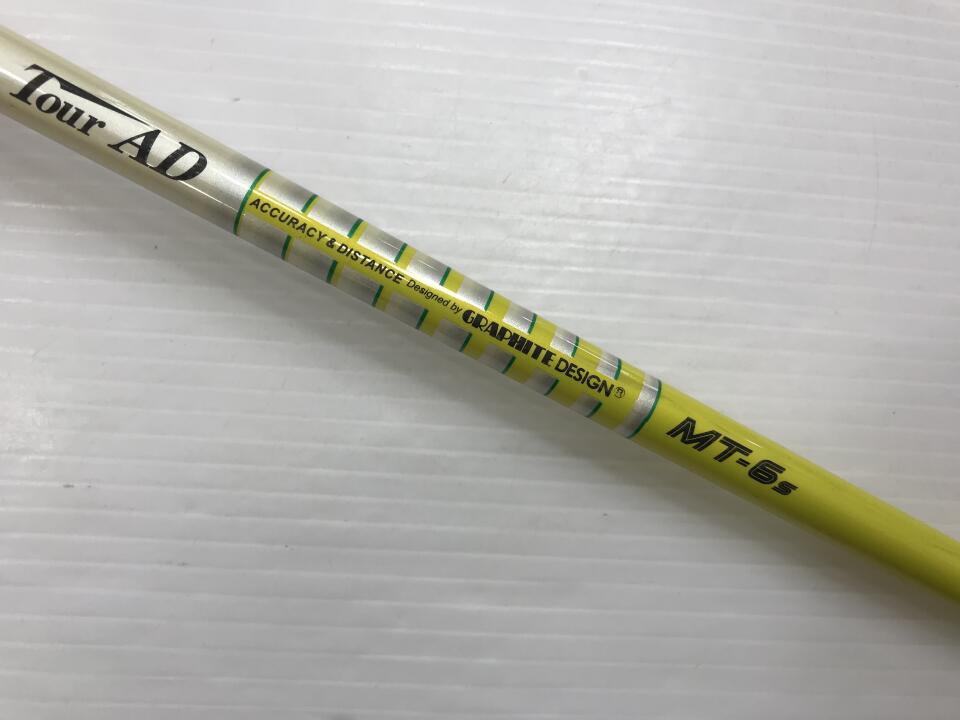 Tour AD
ACCURACY & DISTANCE Designed by GRAPHITE DESIGN®
MT-6s